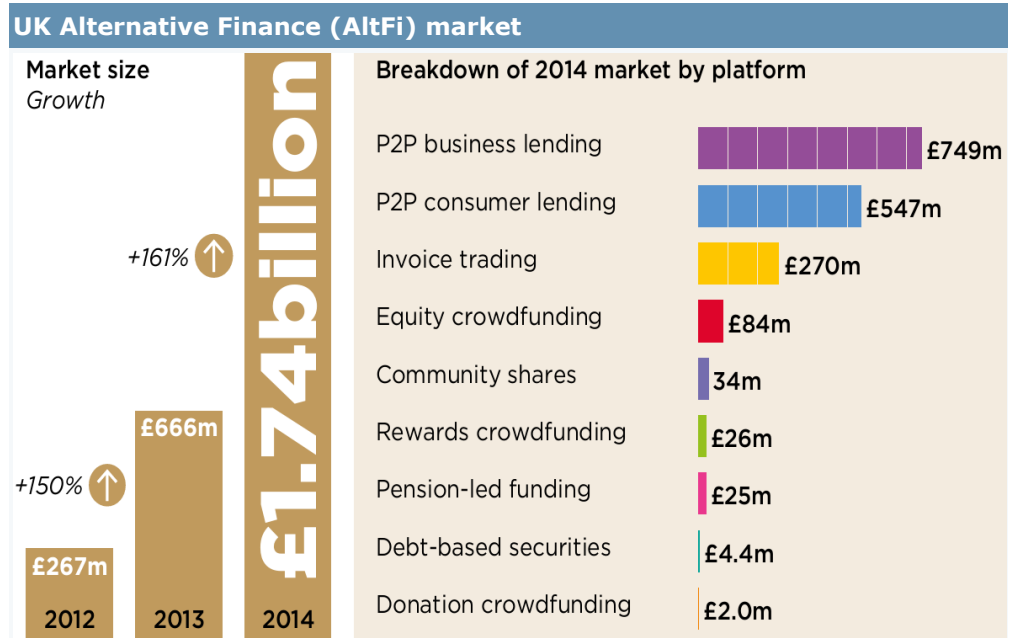 UK Alternative Finance (AltFi) market
Market size
Growth
£267m
2012
+150%
£666m
2013
+161%
£1.74billion
2014
Breakdown of 2014 market by platform
P2P business lending £749m
P2P consumer lending £547m
Invoice trading £270m
Equity crowdfunding £84m
Community shares 34m
Rewards crowdfunding £26m
Pension-led funding £25m
Debt-based securities £4.4m
Donation crowdfunding £2.0m